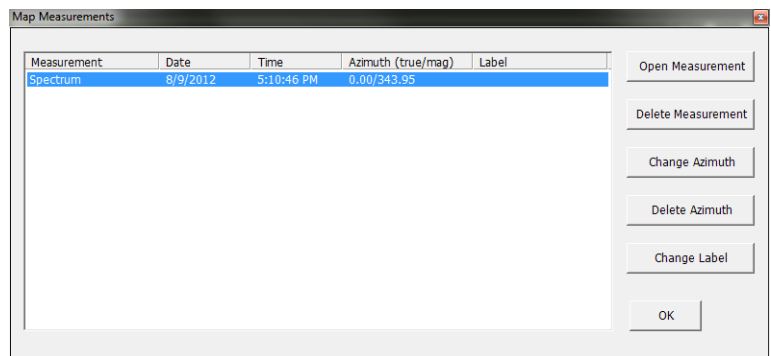 Map Measurements
Measurement Date Time Azimuth (true/mag) Label
Spectrum 8/9/2012 5:10:46 PM 0.00/343.95
Open Measurement
Delete Measurement
Change Azimuth
Delete Azimuth
Change Label
OK